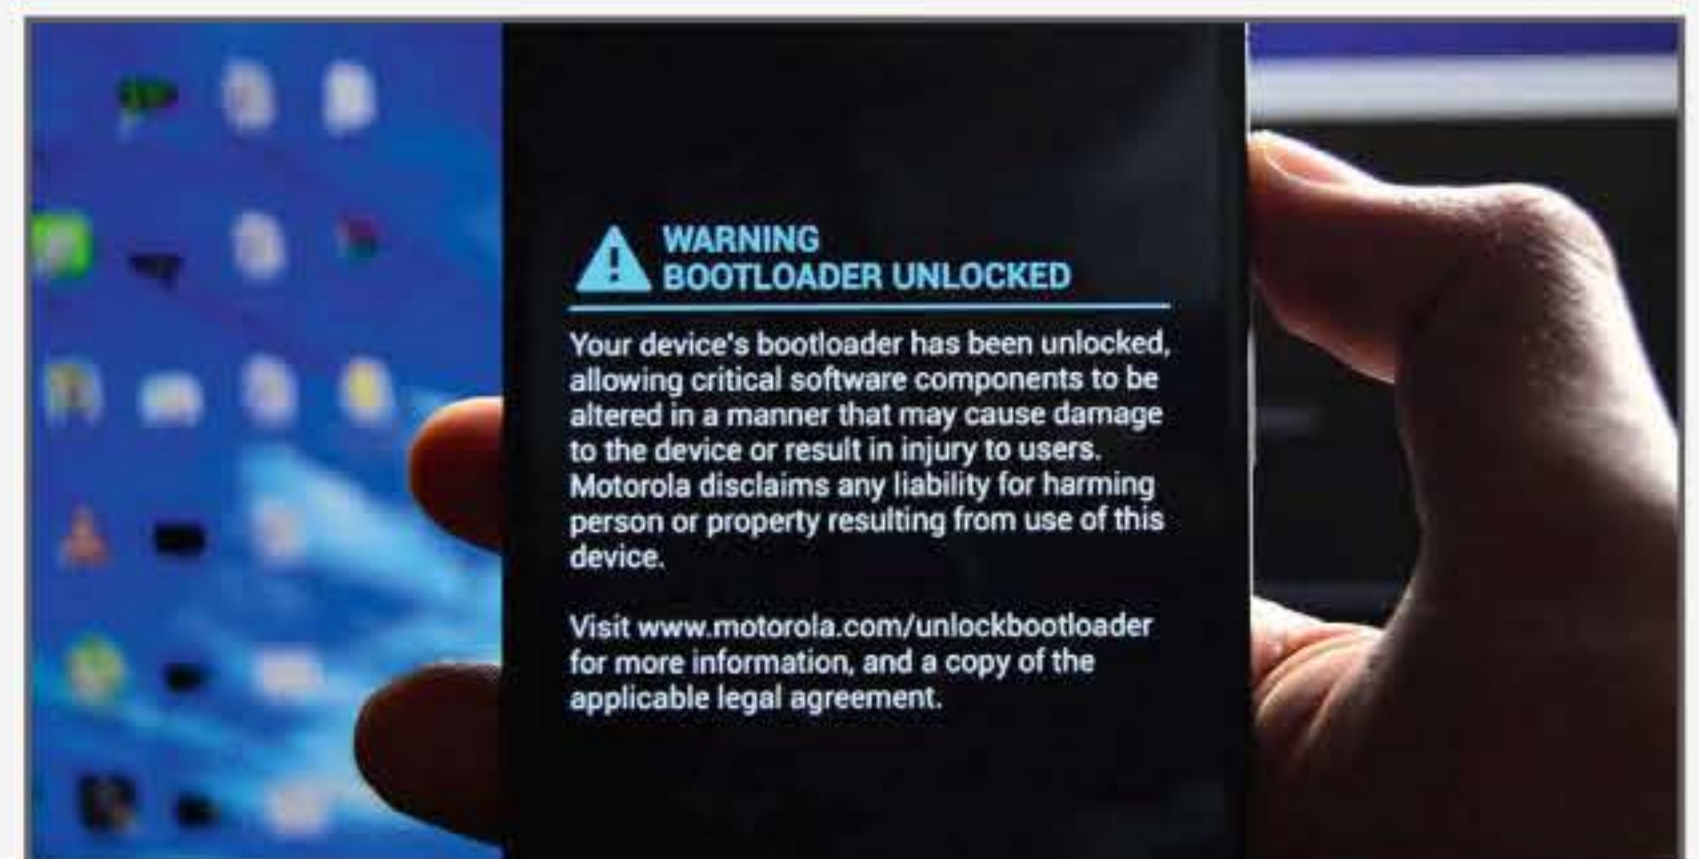 WARNING
BOOTLOADER UNLOCKED
Your device's bootloader has been unlocked,
allowing critical software components to be
altered in a manner that may cause damage
to the device or result in injury to users.
Motorola disclaims any liability for harming
person or property resulting from use of this
device.
Visit www.motorola.com/unlockbootloader
for more information, and a copy of the
applicable legal agreement.